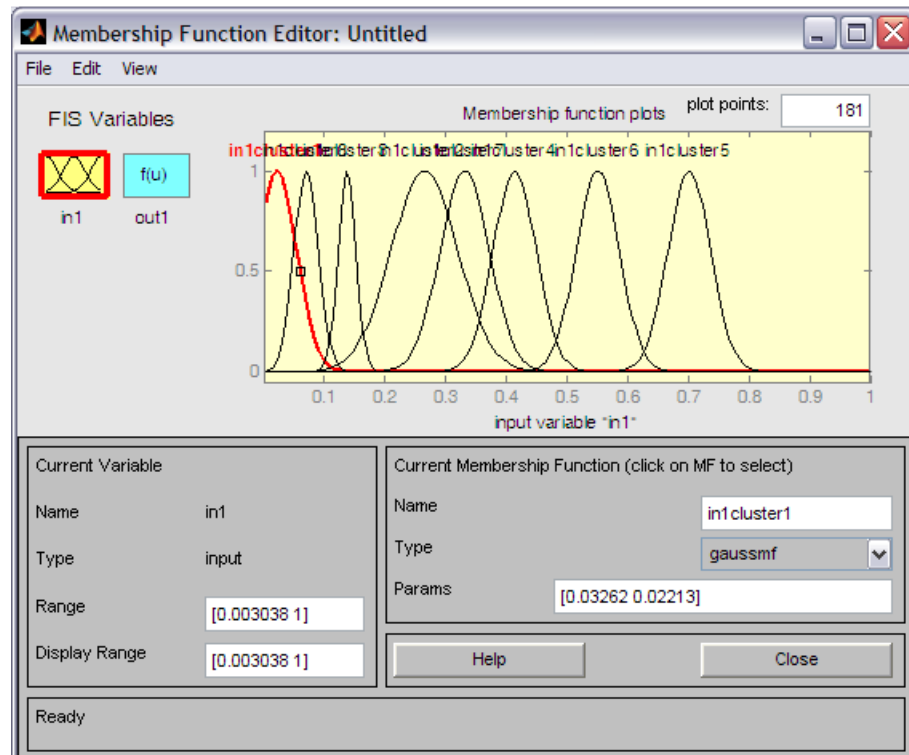 Membership Function Editor: Untitled
File Edit View
FIS Variables
Membership function plots
plot points:
181
f(u)
in1
out1
in1cluster4 in1cluster6 in1cluster5
1
0.5
0
0.1 0.2 0.3 0.4 0.5 0.6 0.7 0.8 0.9 1
input variable "in1"
Current Variable
Name in1
Type input
Range [0.003038 1]
Display Range [0.003038 1]
Current Membership Function (click on MF to select)
Name in1cluster1
Type gaussmf
Params [0.03262 0.02213]
Help Close
Ready